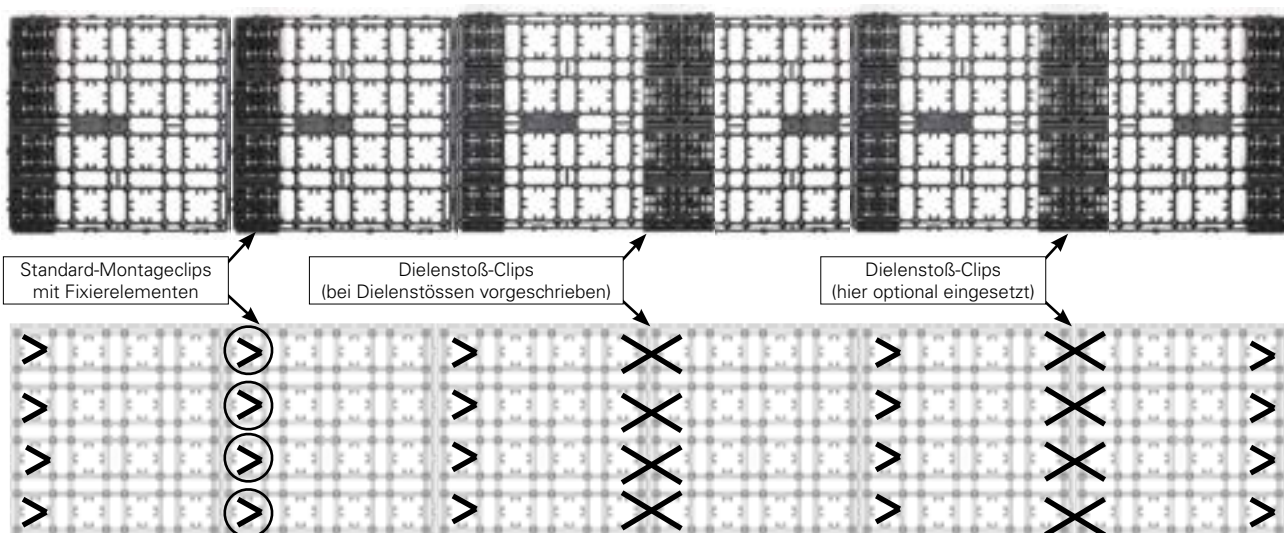 Standard-Montageclips
mit Fixierelementen
Dielenstoß-Clips
(bei Dielenstössen vorgeschrieben)
Dielenstoß-Clips
(hier optional eingesetzt)